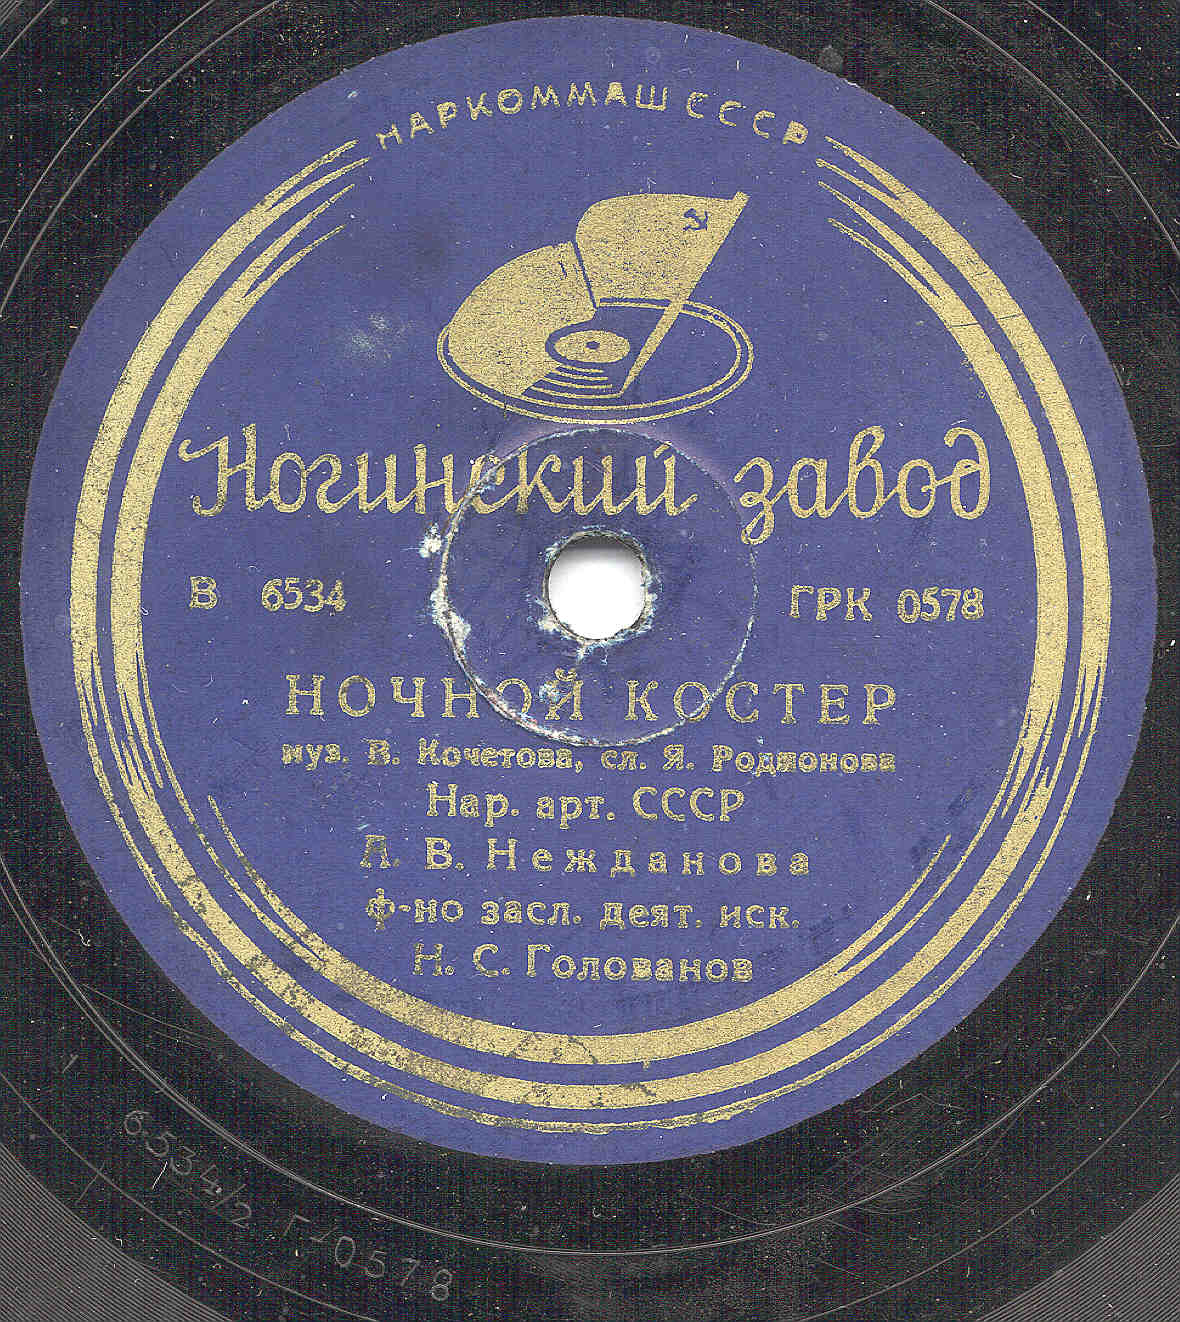 НАРКОММАШ СССР
Ногинский завод
В 6534
ГРК 0578
НОЧНОЙ КОСТЕР
муз. В. Кочетова, сл. Я. Родионова
Нар. арт. СССР
А. В. Нежданова
ф-но засл. деят. иск.
Н. С. Голованов
6534/2 Г-0578